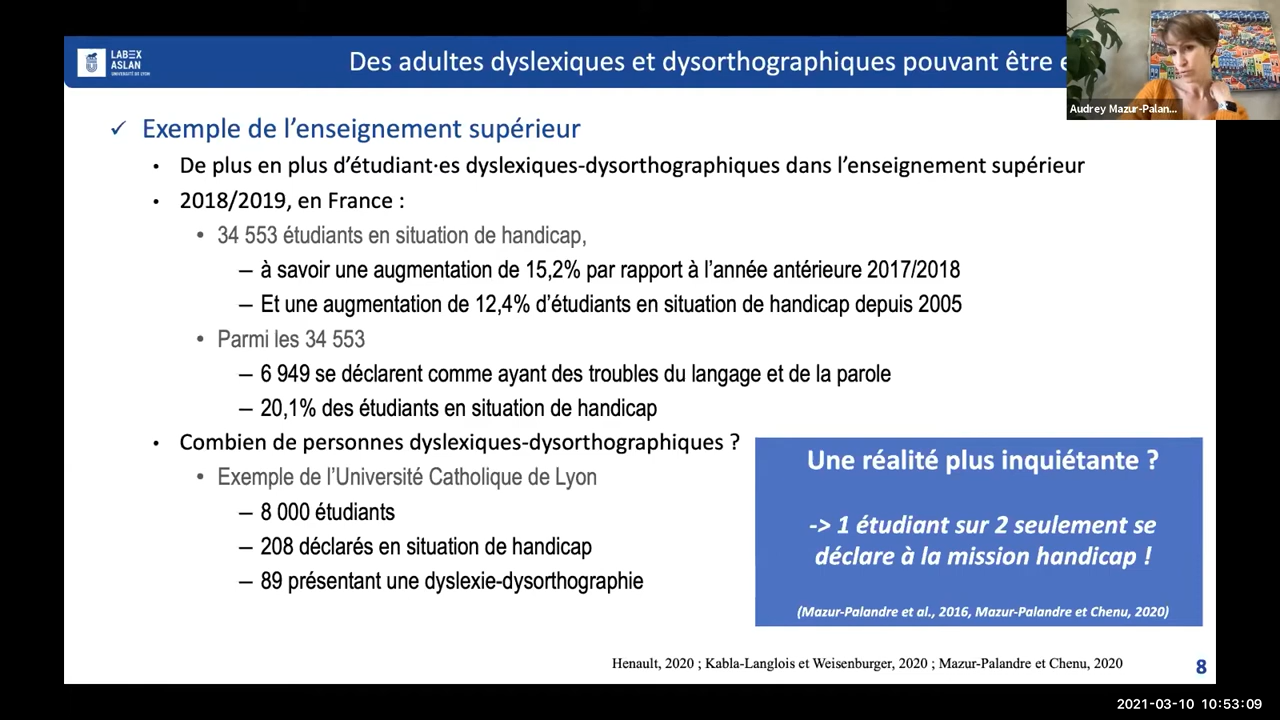 LABEX
ASLAN
UNIVERSITÉ DE LYON
Des adultes dyslexiques et dysorthographiques pouvant être e
Audrey Mazur-Palan...
✓ Exemple de l'enseignement supérieur
• De plus en plus d'étudiant·es dyslexiques-dysorthographiques dans l'enseignement supérieur
• 2018/2019, en France :
• 34 553 étudiants en situation de handicap,
– à savoir une augmentation de 15,2% par rapport à l'année antérieure 2017/2018
– Et une augmentation de 12,4% d'étudiants en situation de handicap depuis 2005
• Parmi les 34 553
– 6 949 se déclarent comme ayant des troubles du langage et de la parole
– 20,1% des étudiants en situation de handicap
• Combien de personnes dyslexiques-dysorthographiques ?
• Exemple de l'Université Catholique de Lyon
– 8 000 étudiants
– 208 déclarés en situation de handicap
– 89 présentant une dyslexie-dysorthographie
Une réalité plus inquiétante ?
-> 1 étudiant sur 2 seulement se
déclare à la mission handicap !
(Mazur-Palandre et al., 2016, Mazur-Palandre et Chenu, 2020)
Henault, 2020 ; Kabla-Langlois et Weisenburger, 2020 ; Mazur-Palandre et Chenu, 2020
8
2021-03-10 10:53:09